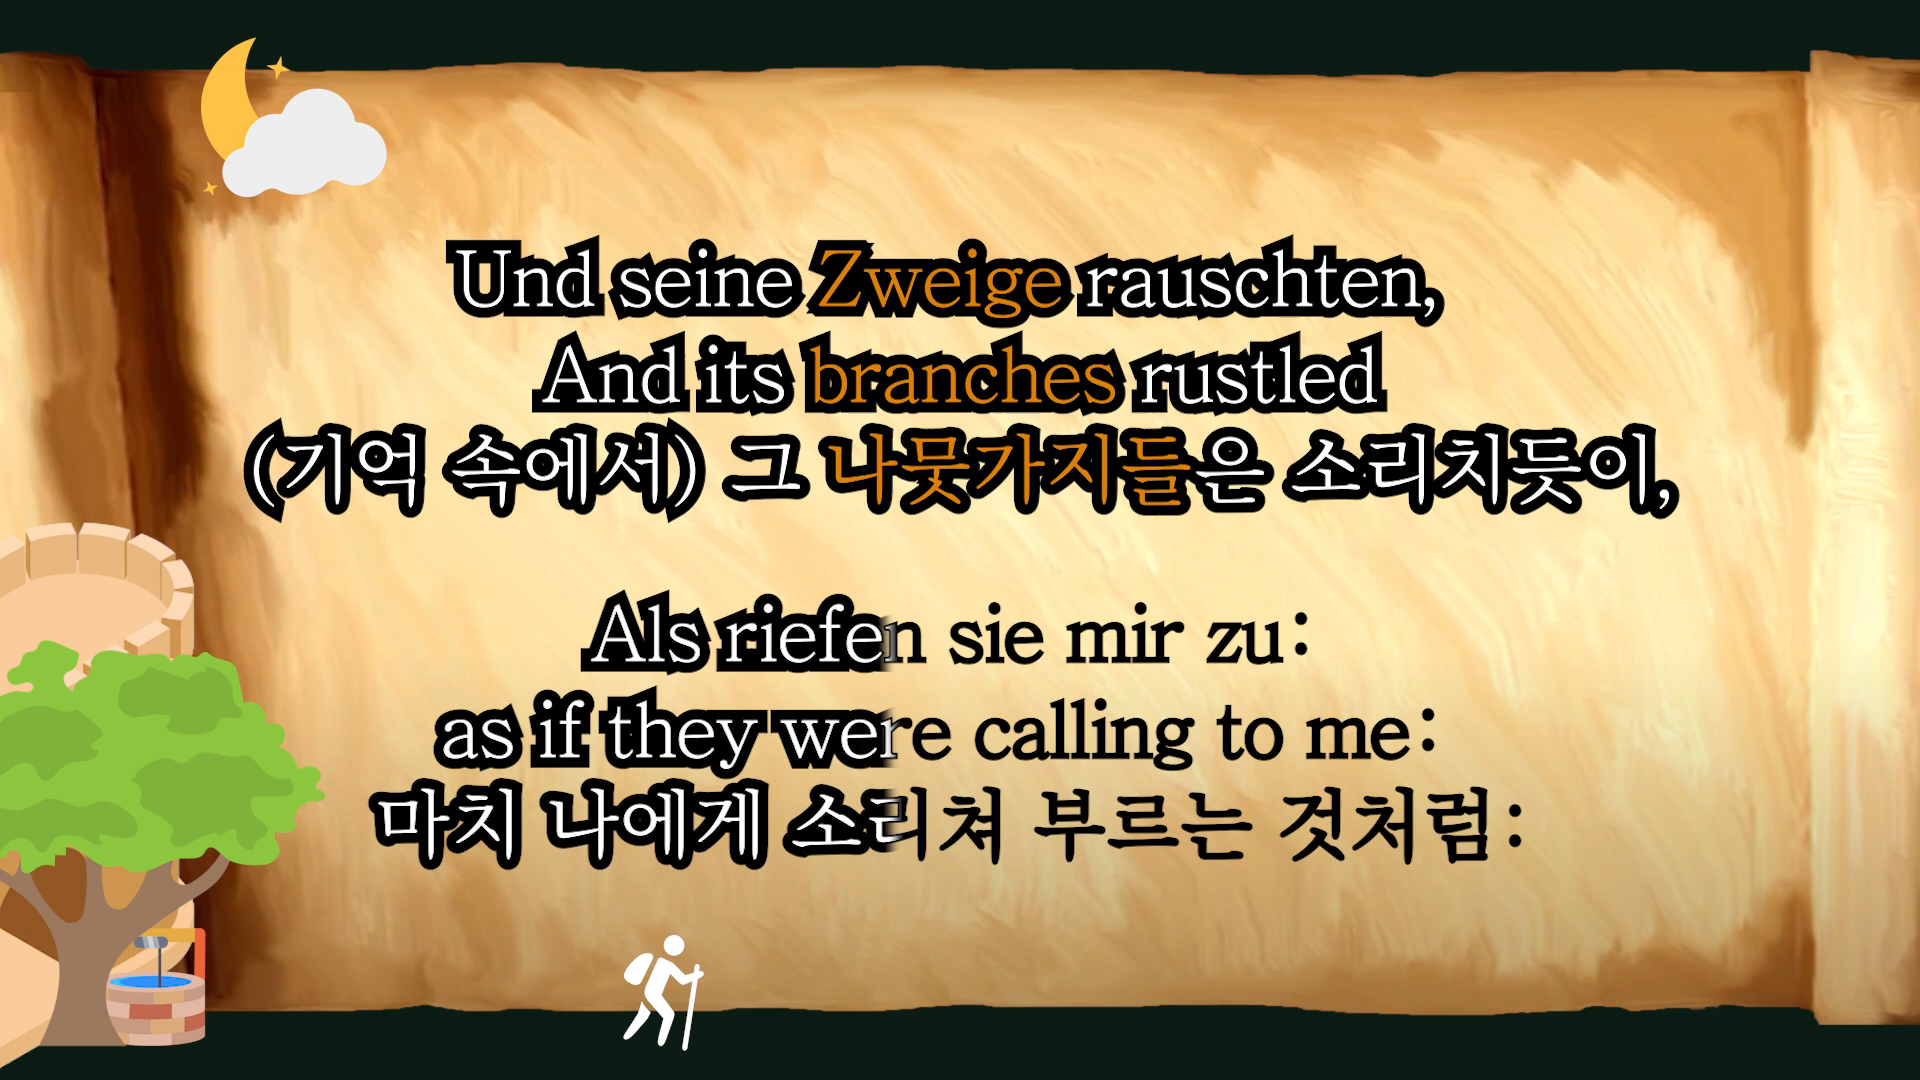 Und seine Zweige rauschten,
And its branches rustled
(기억 속에서) 그 나뭇가지들은 소리치듯이,
Als riefen sie mir zu:
as if they were calling to me:
마치 나에게 소리쳐 부르는 것처럼: